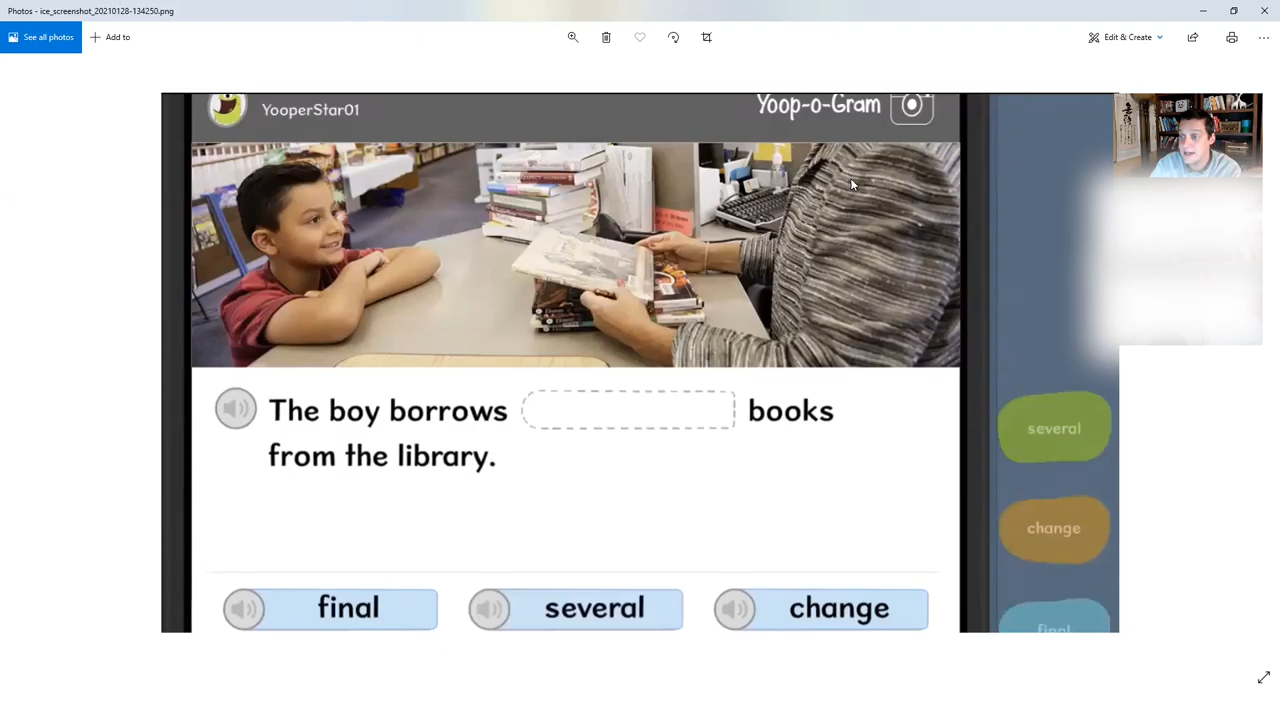 Photos - ice_screenshot_20210128-134250.png
See all photos
Add to
Edit & Create
YooperStar01
Yoop-o-Gram
The boy borrows books
from the library.
several
change
final
final
several
change